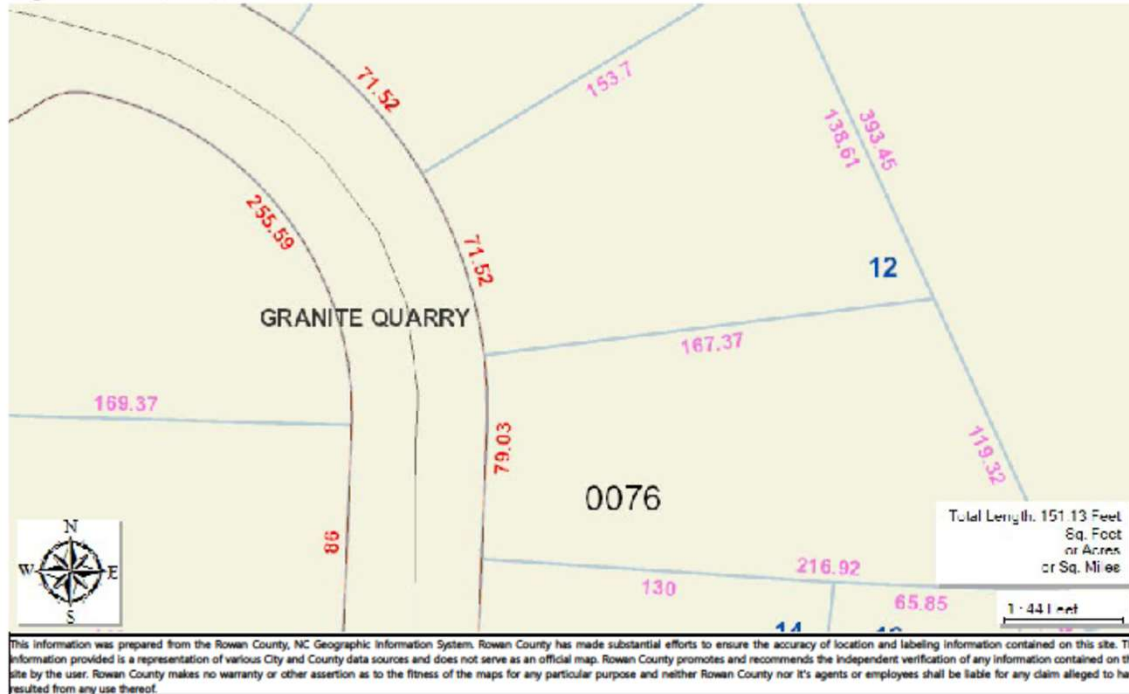 71.52
153.7
393.45
138.61
255.59
71.52
12
GRANITE QUARRY
167.37
169.37
79.03
119.32
0076
Total Length: 151.13 Feet
Sq. Feet
or Acres
or Sq. Miles
N
W E
S
86
216.92
130
65.85
1 : 44 Feet
14
This information was prepared from the Rowan County, NC Geographic Information System. Rowan County has made substantial efforts to ensure the accuracy of location and labeling information contained on this site. Th
information provided is a representation of various City and County data sources and does not serve as an official map. Rowan County promotes and recommends the independent verification of any information contained on th
site by the user. Rowan County makes no warranty or other assertion as to the fitness of the maps for any particular purpose and neither Rowan County nor it's agents or employees shall be liable for any claim alleged to ha
resulted from any use thereof.